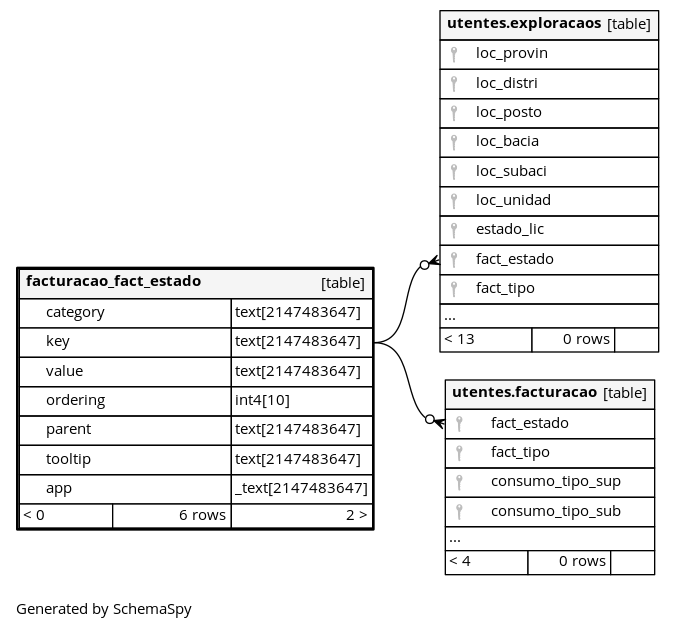 utentes.exploracaos [table]
loc_provin
loc_distri
loc_posto
loc_bacia
loc_subaci
loc_unidad
estado_lic
fact_estado
fact_tipo
...
< 13 0 rows
facturacao_fact_estado [table]
category text[2147483647]
key text[2147483647]
value text[2147483647]
ordering int4[10]
parent text[2147483647]
tooltip text[2147483647]
app _text[2147483647]
< 0 6 rows 2 >
utentes.facturacao [table]
fact_estado
fact_tipo
consumo_tipo_sup
consumo_tipo_sub
...
< 4 0 rows
Generated by SchemaSpy